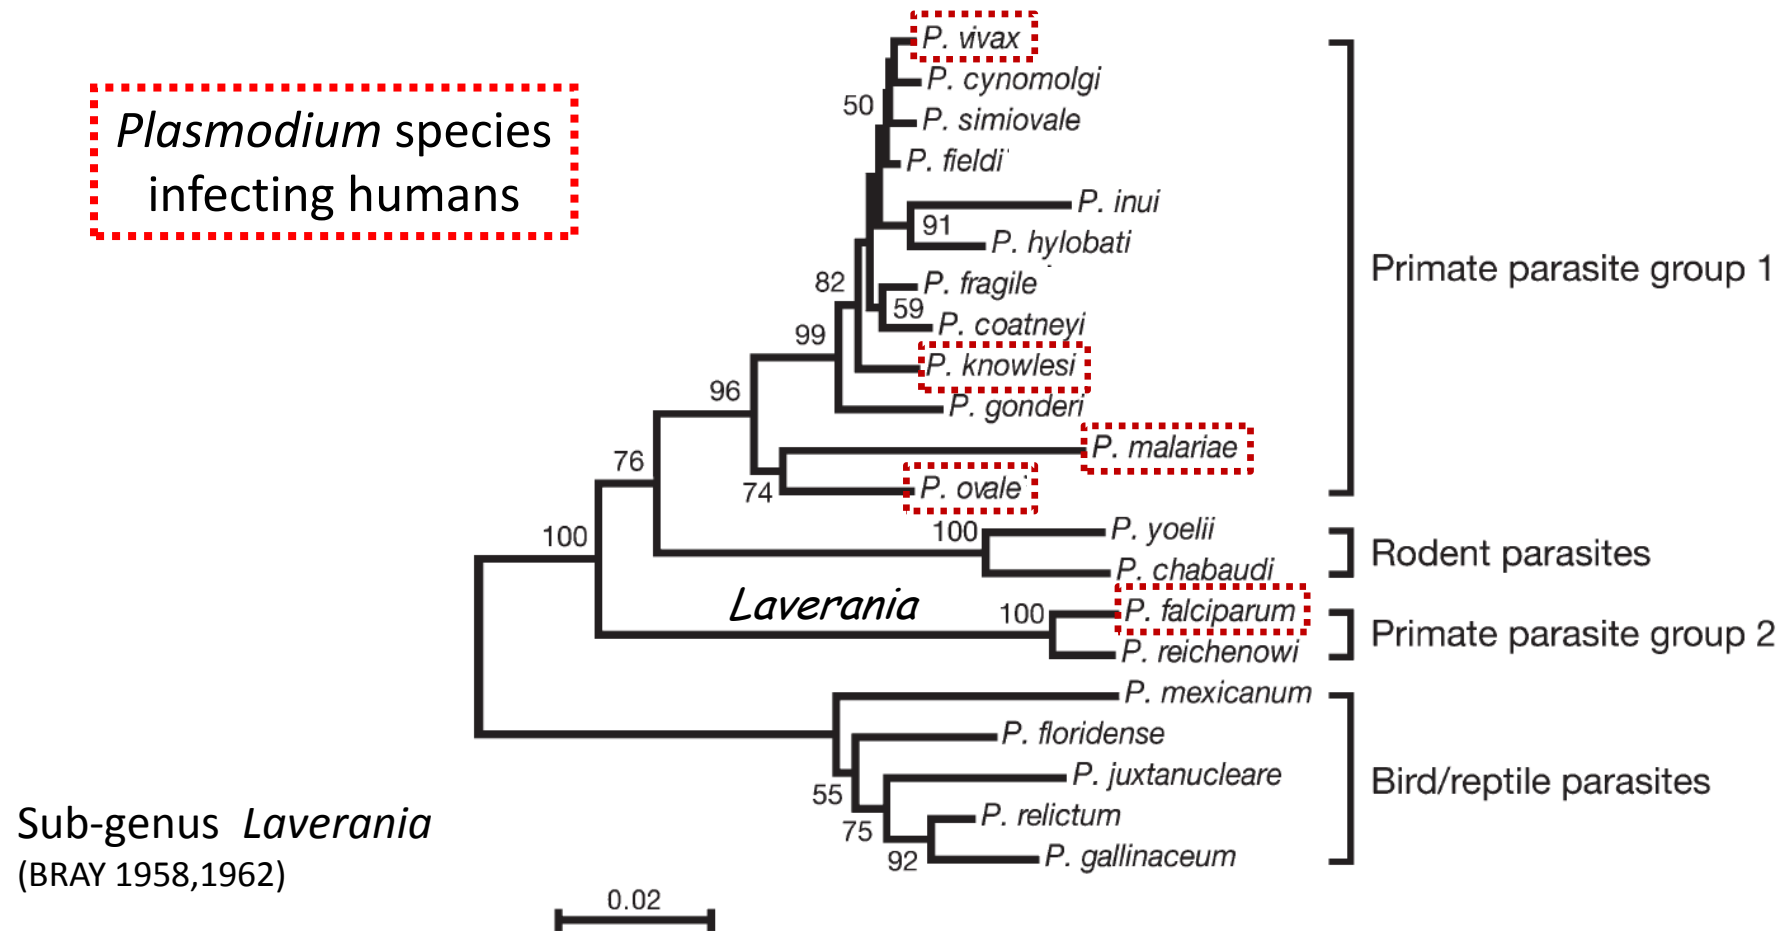 Plasmodium species
infecting humans
P. vivax
P. cynomolgi
50
P. simiovale
P. fieldi
P. inui
91
P. hylobati
Primate parasite group 1
82
P. fragile
59
P. coatneyi
99
P. knowlesi
96
P. gonderi
P. malariae
76
74
P. ovale
100
100
P. yoelii
Rodent parasites
P. chabaudi
Laverania
100
P. falciparum
Primate parasite group 2
P. reichenowi
P. mexicanum
P. floridense
P. juxtanucleare
Bird/reptile parasites
55
P. relictum
75
92
P. gallinaceum
Sub-genus Laverania
(BRAY 1958,1962)
0.02